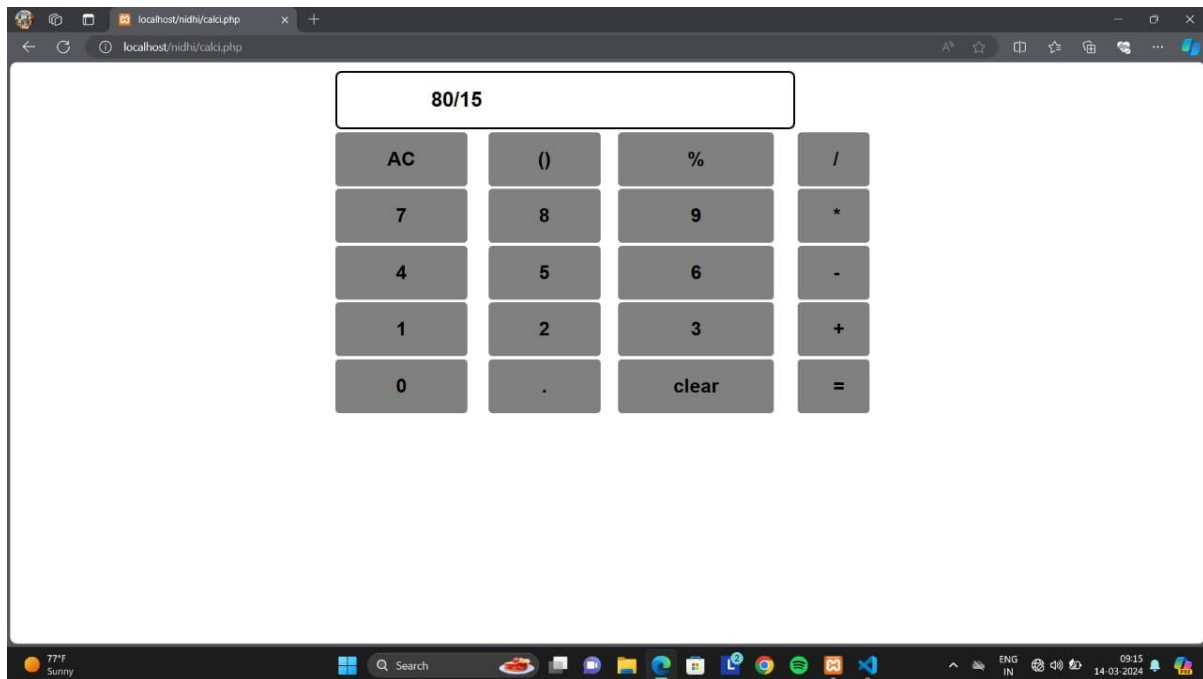 localhost/nidhi/calci.php
localhost/nidhi/calci.php
80/15
AC () % /
7 8 9 *
4 5 6 -
1 2 3 +
0 . clear =
77°F
Sunny
Search
2
ENG
IN
09:15
14-03-2024